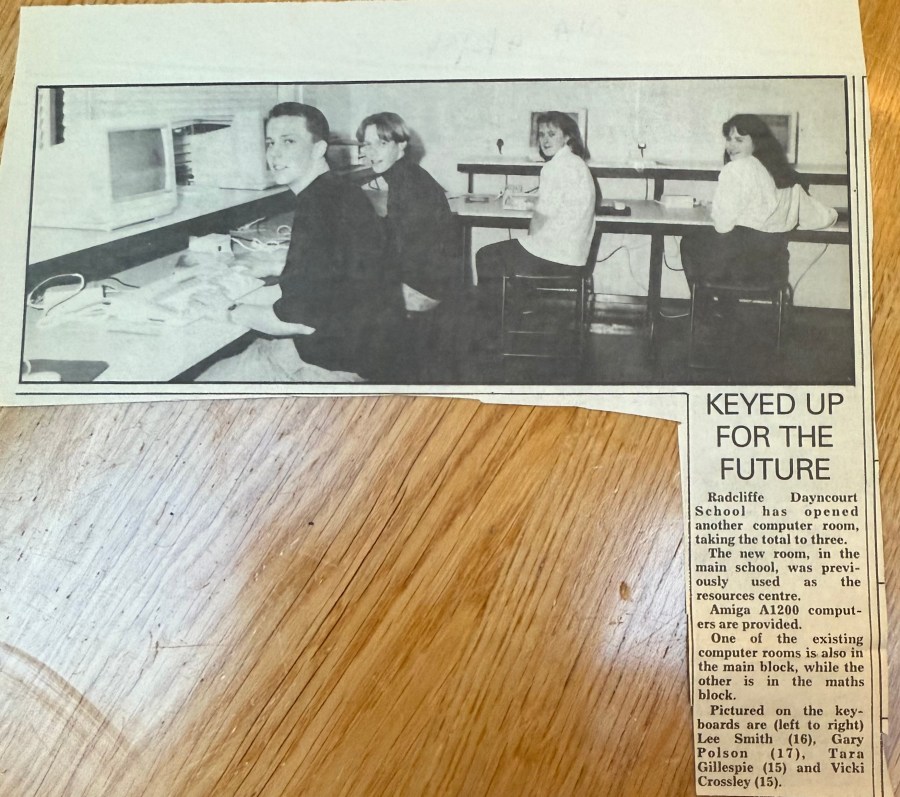 KEYED UP
FOR THE
FUTURE
Radcliffe Dayncourt
School has opened
another computer room,
taking the total to three.
The new room, in the
main school, was previ-
ously used as the
resources centre.
Amiga A1200 comput-
ers are provided.
One of the existing
computer rooms is also in
the main block, while the
other is in the maths
block.
Pictured on the key-
boards are (left to right)
Lee Smith (16), Gary
Polson (17), Tara
Gillespie (15) and Vicki
Crossley (15).